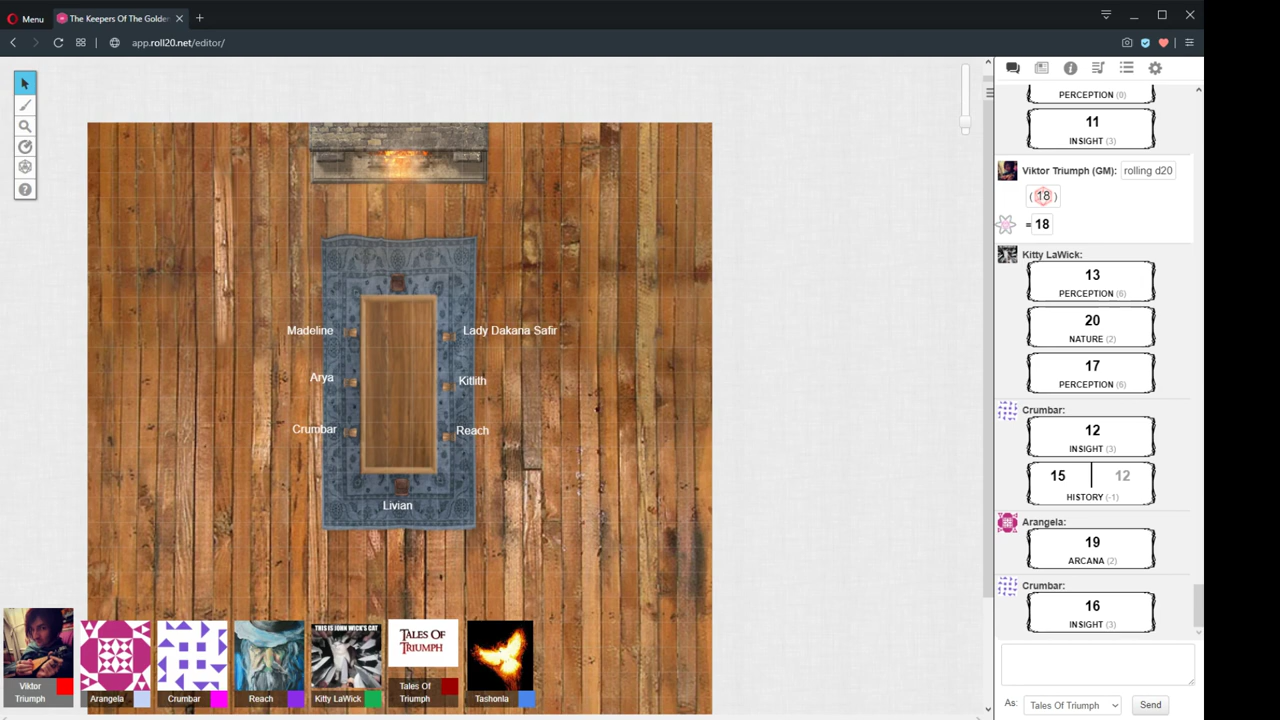 Menu
The Keepers Of The Golde
app.roll20.net/editor/
PERCEPTION (0)
11
INSIGHT (3)
Viktor Triumph (GM): rolling d20
(18)
=18
Kitty LaWick:
13
PERCEPTION (6)
20
NATURE (2)
17
PERCEPTION (6)
Crumbar:
12
INSIGHT (3)
15 12
HISTORY (-1)
Arangela:
19
ARCANA (2)
Crumbar:
16
INSIGHT (3)
As: Tales Of Triumph Send
Madeline Lady Dakana Safir
Arya Kitlith
Crumbar Reach
Livian
THIS IS JOHN WICK'S CAT
TALES OF
TRIUMPH
Viktor
Triumph
Arangela
Crumbar
Reach
Kitty LaWick
Tales Of
Triumph
Tashonla